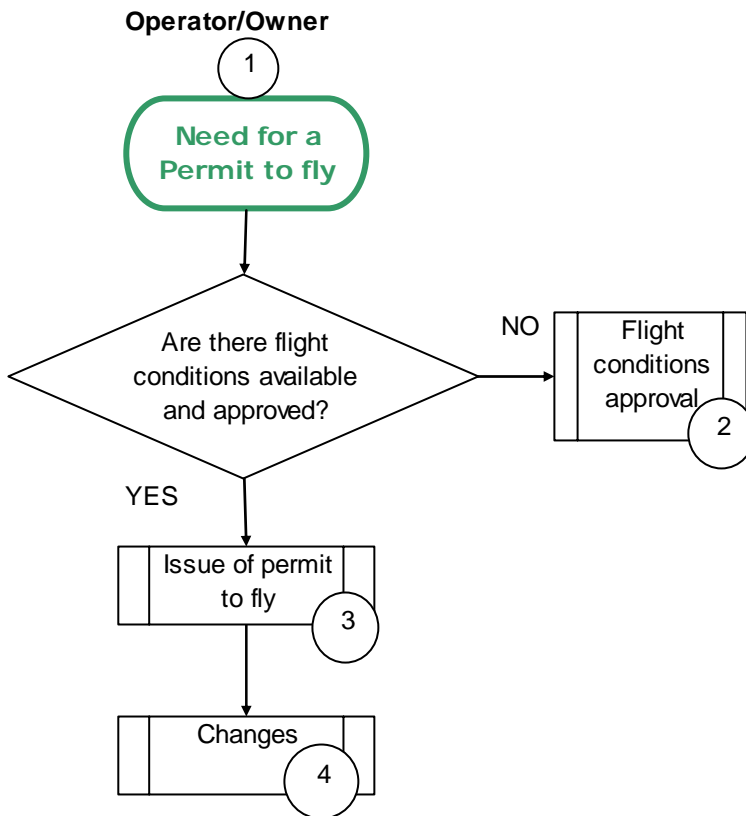 Operator/Owner
1
Need for a
Permit to fly
Are there flight
conditions available
and approved?
NO
Flight
conditions
approval
2
YES
Issue of permit
to fly
3
Changes
4